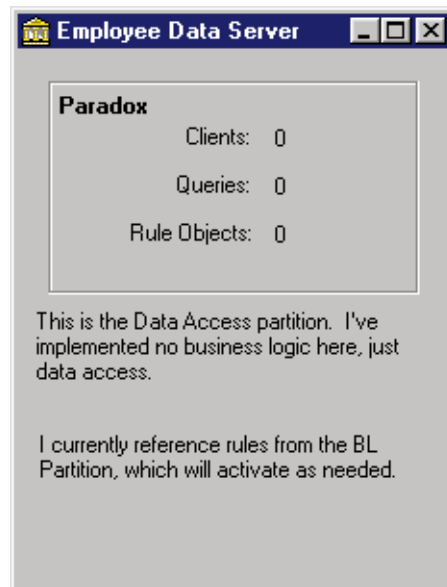 Employee Data Server
Paradox
Clients: 0
Queries: 0
Rule Objects: 0
This is the Data Access partition. I've
implemented no business logic here, just
data access.
I currently reference rules from the BL
Partition, which will activate as needed.